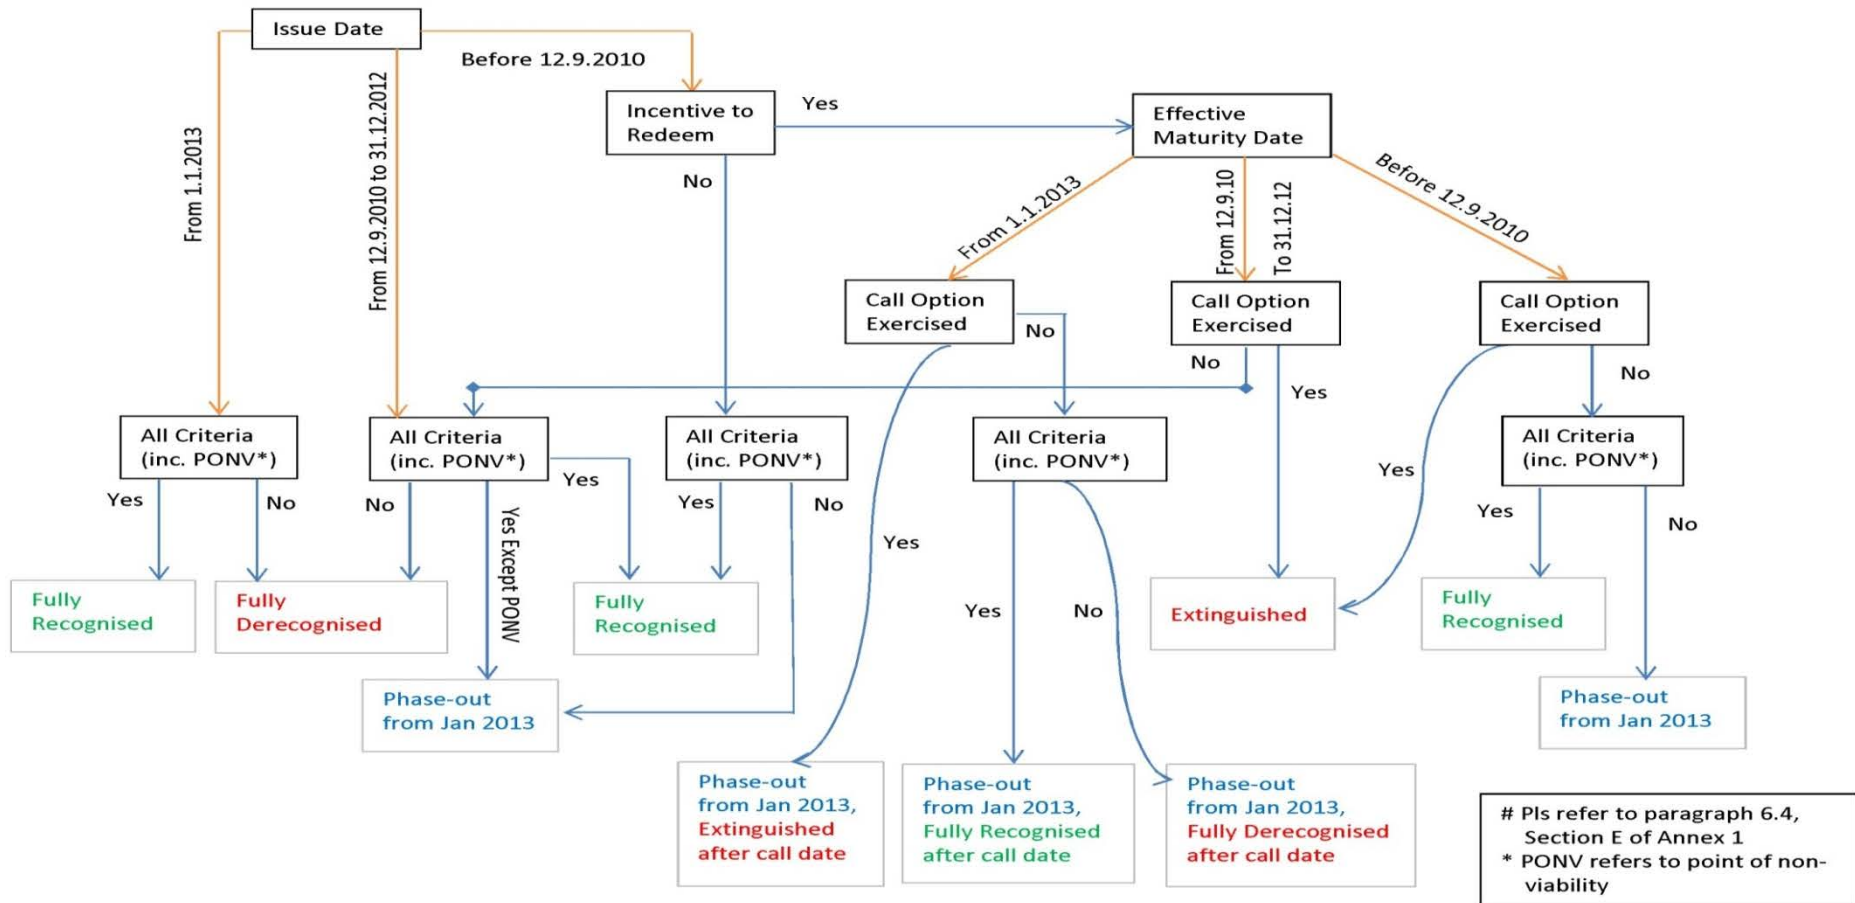 Issue Date
Before 12.9.2010
From 1.1.2013
From 12.9.2010 to 31.12.2012
Incentive to
Redeem
Yes
No
Effective
Maturity Date
From 1.1.2013
From 12.9.10
To 31.12.12
Before 12.9.2010
Call Option
Exercised
No
Call Option
Exercised
No
Yes
Call Option
Exercised
No
Yes
All Criteria
(inc. PONV*)
Yes
No
All Criteria
(inc. PONV*)
No
Yes Except PONV
Yes
All Criteria
(inc. PONV*)
Yes
No
Yes
All Criteria
(inc. PONV*)
Yes
No
All Criteria
(inc. PONV*)
Yes
No
Fully
Recognised
Fully
Derecognised
Fully
Recognised
Extinguished
Fully
Recognised
Phase-out
from Jan 2013
Phase-out
from Jan 2013
Phase-out
from Jan 2013,
Extinguished
after call date
Phase-out
from Jan 2013,
Fully Recognised
after call date
Phase-out
from Jan 2013,
Fully Derecognised
after call date
# Pls refer to paragraph 6.4,
Section E of Annex 1
* PONV refers to point of non-
viability